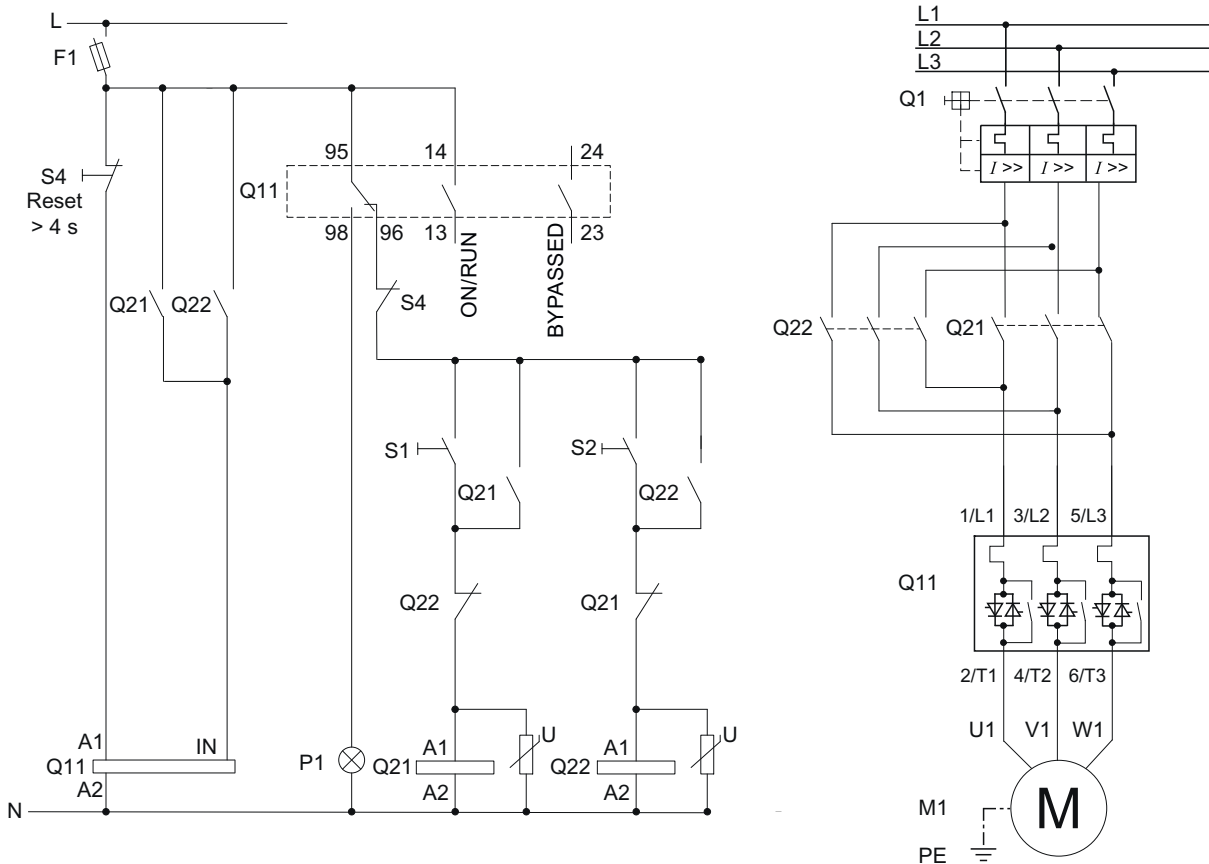 L
F1
S4
Reset
> 4 s
Q21
Q22
95
14
24
Q11
98
96
13
23
ON/RUN
BYPASSED
S4
S1
Q21
S2
Q22
Q22
Q21
A1
IN
Q11
A2
P1
Q21
A1
A2
U
Q22
A1
A2
U
N
L1
L2
L3
Q1
I >>
I >>
I >>
Q22
Q21
1/L1
3/L2
5/L3
Q11
2/T1
4/T2
6/T3
U1
V1
W1
M1
M
PE